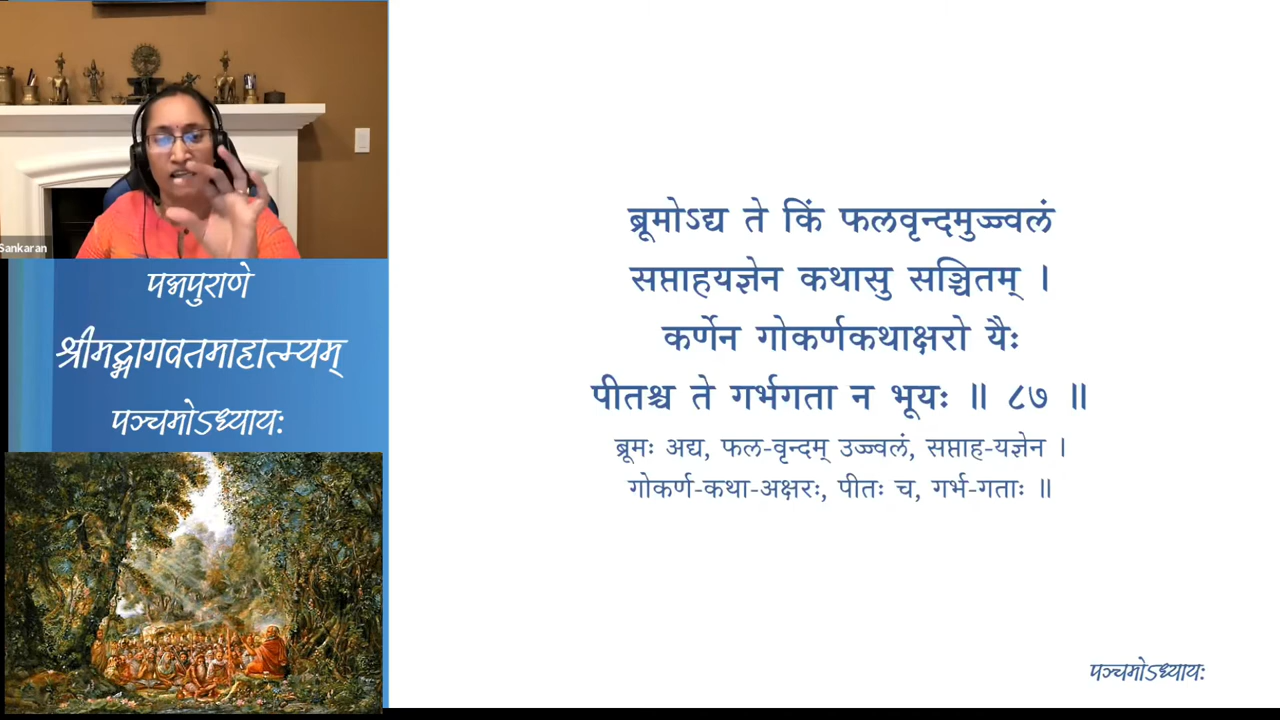 Sankaran
पद्मपुराणे
श्रीमद्भागवतमाहात्म्यम्
पञ्चमोऽध्यायः
ब्रूमोऽद्य ते किं फलवृन्दमुज्ज्वलं
सप्ताहयज्ञेन कथासु सञ्चितम् ।
कर्णेन गोकर्णकथाक्षरो यैः
पीतश्च ते गर्भगता न भूयः ॥ ८७ ॥
ब्रूमः अद्य, फल-वृन्दम् उज्ज्वलं, सप्ताह-यज्ञेन ।
गोकर्ण-कथा-अक्षरः, पीतः च, गर्भ-गताः ॥
पञ्चमोऽध्यायः